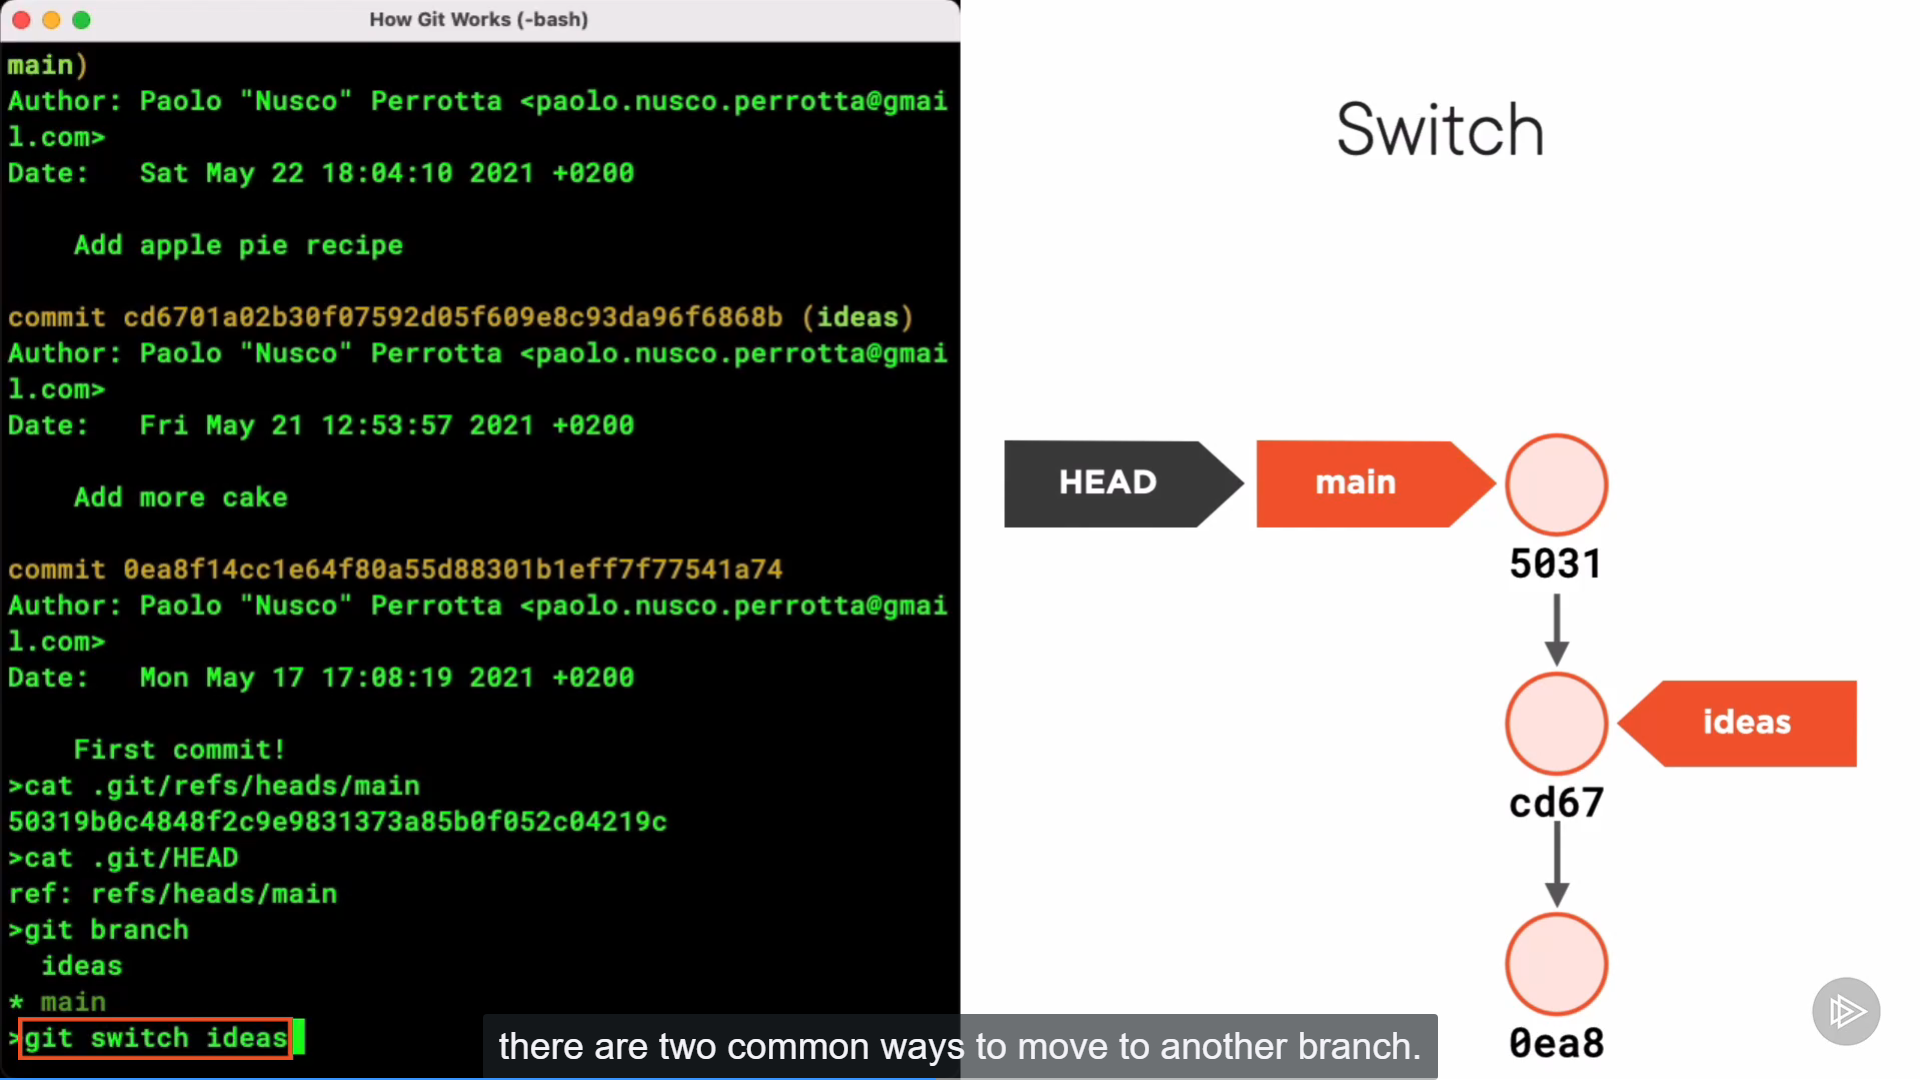 How Git Works (-bash)
main)
Author: Paolo "Nusco" Perrotta <paolo.nusco.perrotta@gmai
l.com>
Date:   Sat May 22 18:04:10 2021 +0200
    Add apple pie recipe
commit cd6701a02b30f07592d05f609e8c93da96f6868b (ideas)
Author: Paolo "Nusco" Perrotta <paolo.nusco.perrotta@gmai
l.com>
Date:   Fri May 21 12:53:57 2021 +0200
    Add more cake
commit 0ea8f14cc1e64f80a55d88301b1eff7f77541a74
Author: Paolo "Nusco" Perrotta <paolo.nusco.perrotta@gmai
l.com>
Date:   Mon May 17 17:08:19 2021 +0200
    First commit!
>cat .git/refs/heads/main
50319b0c4848f2c9e9831373a85b0f052c04219c
>cat .git/HEAD
ref: refs/heads/main
>git branch
  ideas
* main
>git switch ideas
Switch
HEAD
main
5031
ideas
cd67
0ea8
there are two common ways to move to another branch.